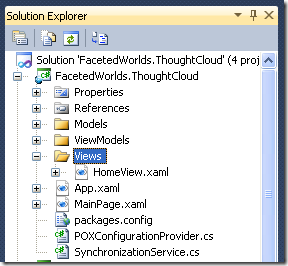 Solution Explorer
Solution 'FacetedWorlds.ThoughtCloud' (4 proj
FacetedWorlds.ThoughtCloud
Properties
References
Models
ViewModels
Views
HomeView.xaml
App.xaml
MainPage.xaml
packages.config
POXConfigurationProvider.cs
SynchronizationService.cs